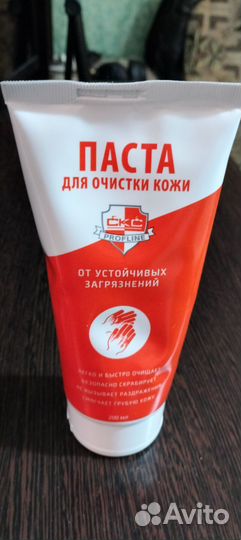 ПАСТА
ДЛЯ ОЧИСТКИ КОЖИ
СКС
PROFLINE
ОТ УСТОЙЧИВЫХ
ЗАГРЯЗНЕНИЙ
ЛЕГКО И БЫСТРО ОЧИЩАЕТ
БЕЗОПАСНО СКРАБИРУЕТ
НЕ ВЫЗЫВАЕТ РАЗДРАЖЕНИЯ
СМЯГЧАЕТ ГРУБУЮ КОЖУ
200 мл
Avito